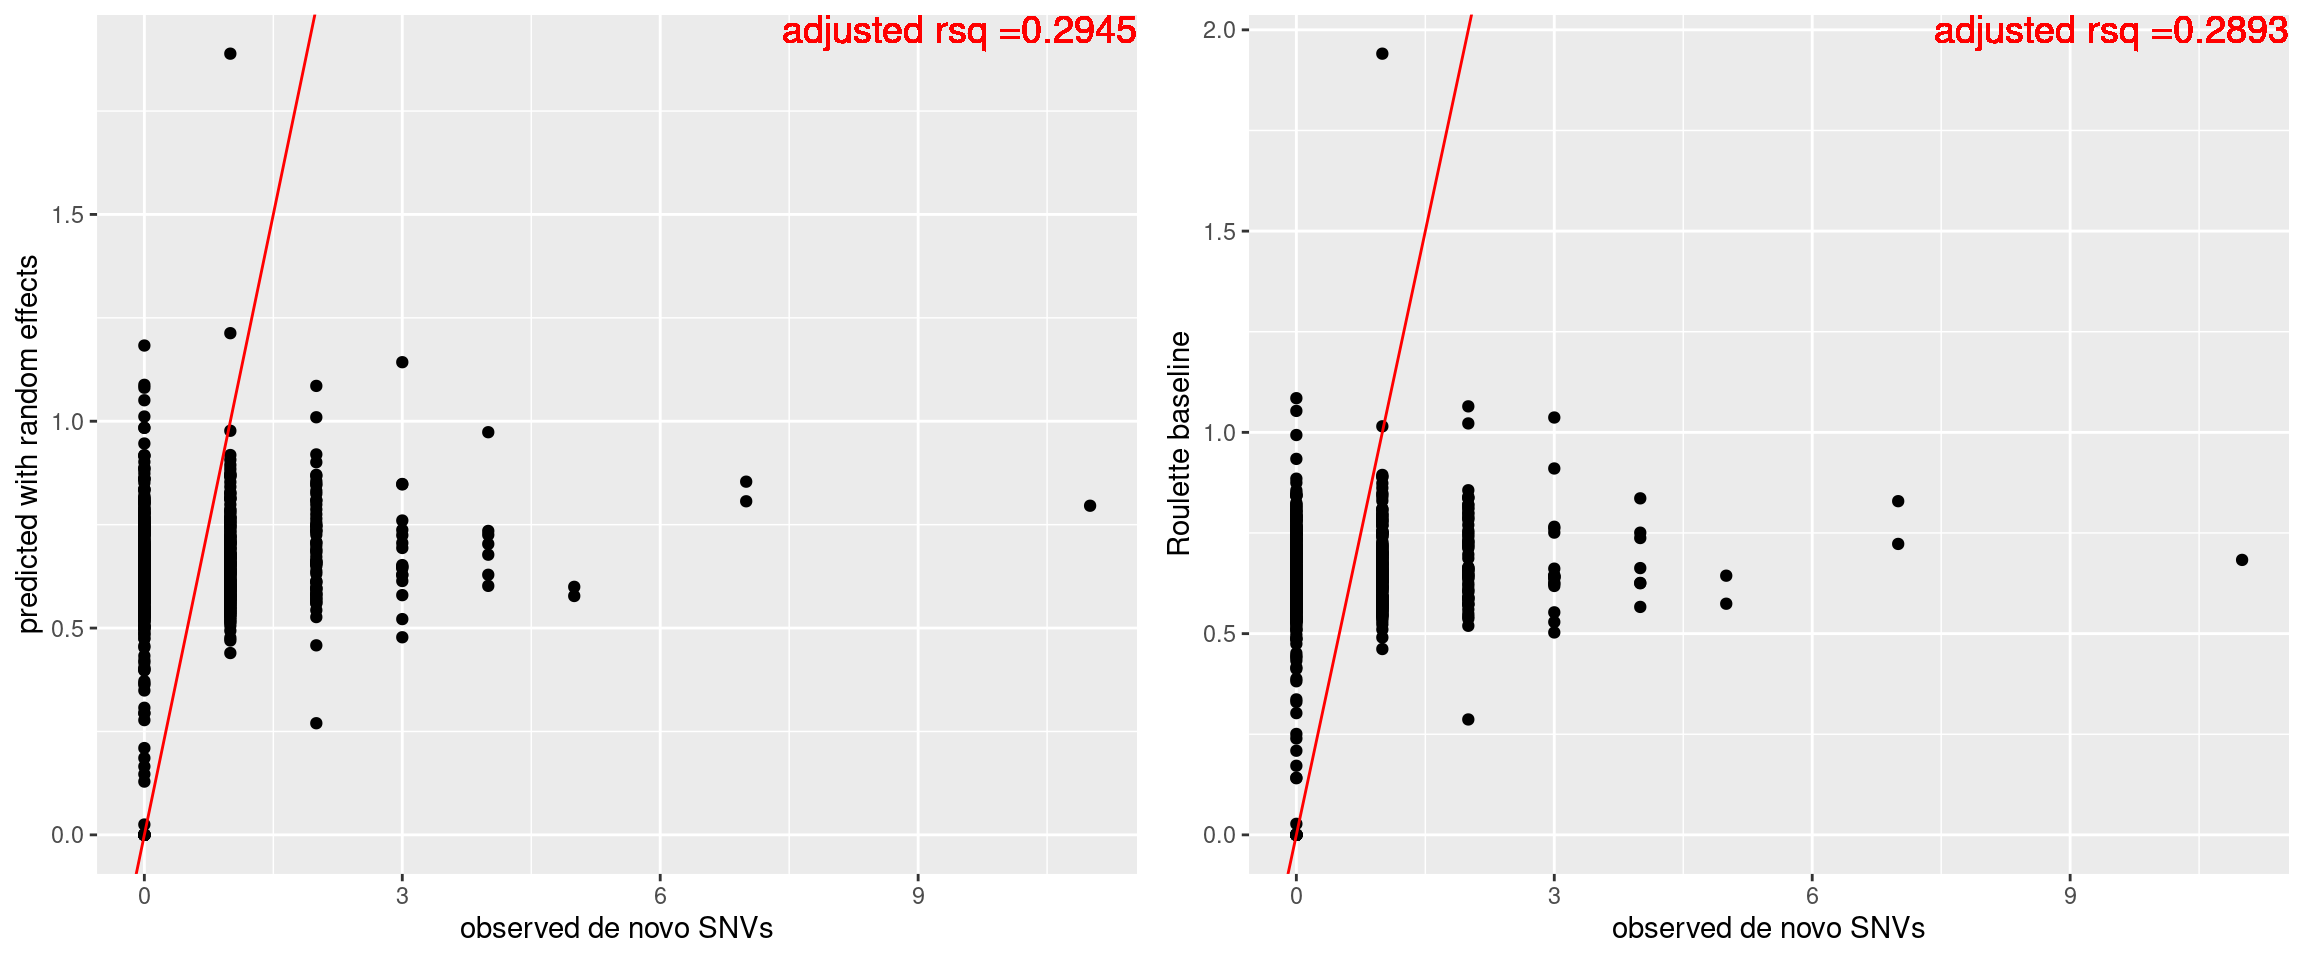 adjusted rsq =0.2945
predicted with random effects
1.5
1.0
0.5
0.0
0 3 6 9
observed de novo SNVs
adjusted rsq =0.2893
Roulette baseline
2.0
1.5
1.0
0.5
0.0
0 3 6 9
observed de novo SNVs